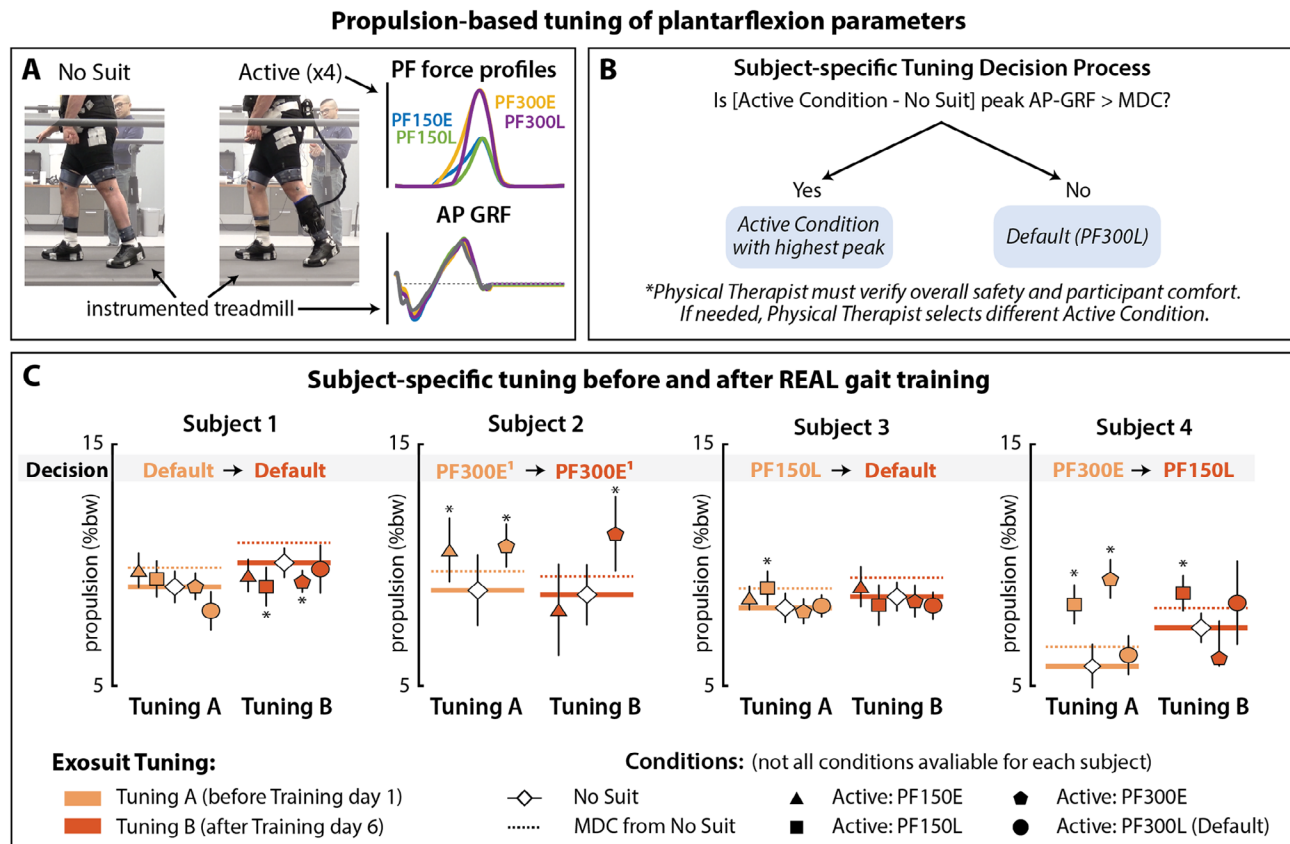 Propulsion-based tuning of plantarflexion parameters
A
No Suit
Active (x4)
PF force profiles
PF150E
PF150L
PF300E
PF300L
AP GRF
instrumented treadmill
B
Subject-specific Tuning Decision Process
Is [Active Condition - No Suit] peak AP-GRF > MDC?
Yes
No
Active Condition
with highest peak
Default (PF300L)
*Physical Therapist must verify overall safety and participant comfort.
If needed, Physical Therapist selects different Active Condition.
C
Subject-specific tuning before and after REAL gait training
Subject 1
Subject 2
Subject 3
Subject 4
15
15
15
15
Decision
Default → Default
PF300E¹ → PF300E¹
PF150L → Default
PF300E → PF150L
propulsion (%bw)
propulsion (%bw)
propulsion (%bw)
propulsion (%bw)
* *
* * *
*
* * *
5
5
5
5
Tuning A Tuning B
Tuning A Tuning B
Tuning A Tuning B
Tuning A Tuning B
Exosuit Tuning:
Tuning A (before Training day 1)
Tuning B (after Training day 6)
Conditions: (not all conditions avaliable for each subject)
No Suit
MDC from No Suit
Active: PF150E
Active: PF150L
Active: PF300E
Active: PF300L (Default)